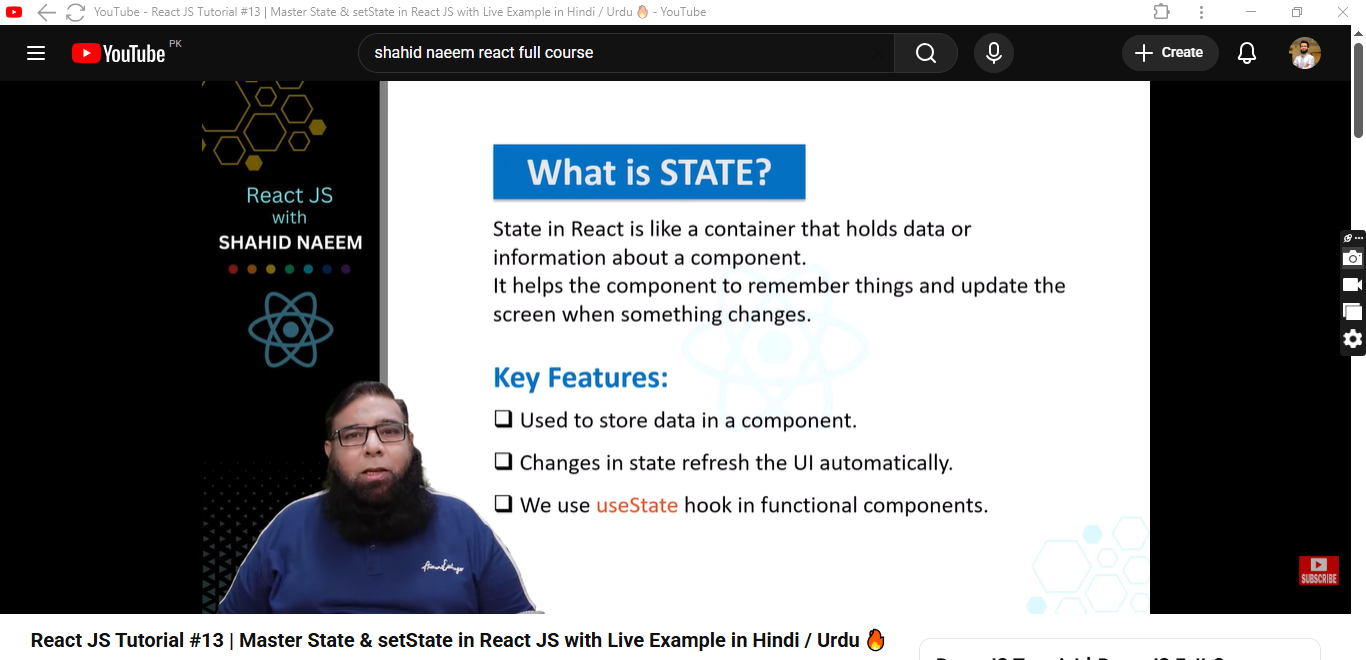 YouTube - React JS Tutorial #13 | Master State & setState in React JS with Live Example in Hindi / Urdu 🔥 - YouTube
YouTube PK
shahid naeem react full course
Create
React JS
with
SHAHID NAEEM
What is STATE?
State in React is like a container that holds data or
information about a component.
It helps the component to remember things and update the
screen when something changes.
Key Features:
❑ Used to store data in a component.
❑ Changes in state refresh the UI automatically.
❑ We use useState hook in functional components.
SUBSCRIBE
React JS Tutorial #13 | Master State & setState in React JS with Live Example in Hindi / Urdu 🔥